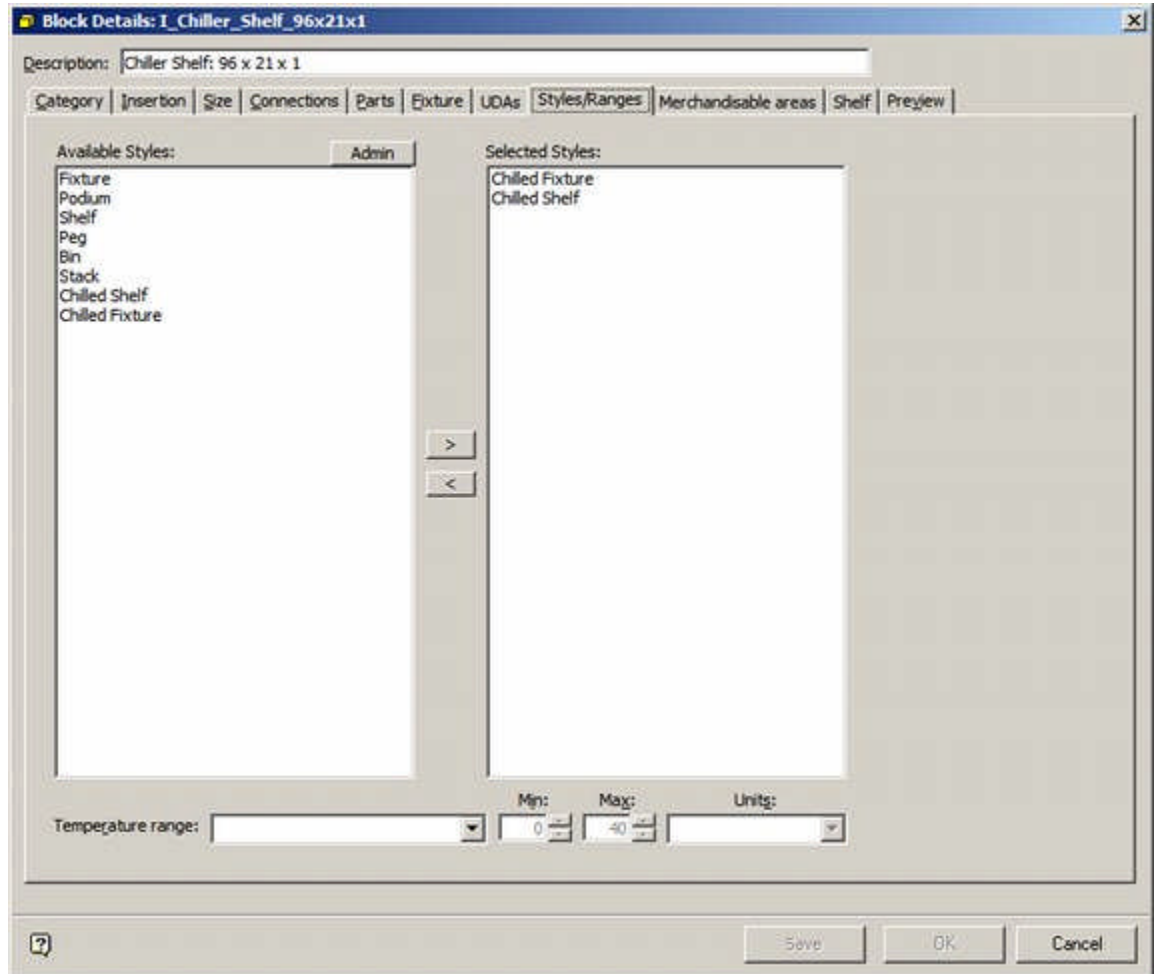 Block Details: I_Chiller_Shelf_96x21x1
Description: Chiller Shelf: 96 x 21 x 1
Category Insertion Size Connections Parts Fixture UDAs Styles/Ranges Merchandisable areas Shelf Preview
Available Styles: Admin Selected Styles:
Fixture
Podium
Shelf
Peg
Bin
Stack
Chilled Shelf
Chilled Fixture
Chilled Fixture
Chilled Shelf
>
<
Min: Max: Units:
Temperature range: 0 40
Save OK Cancel